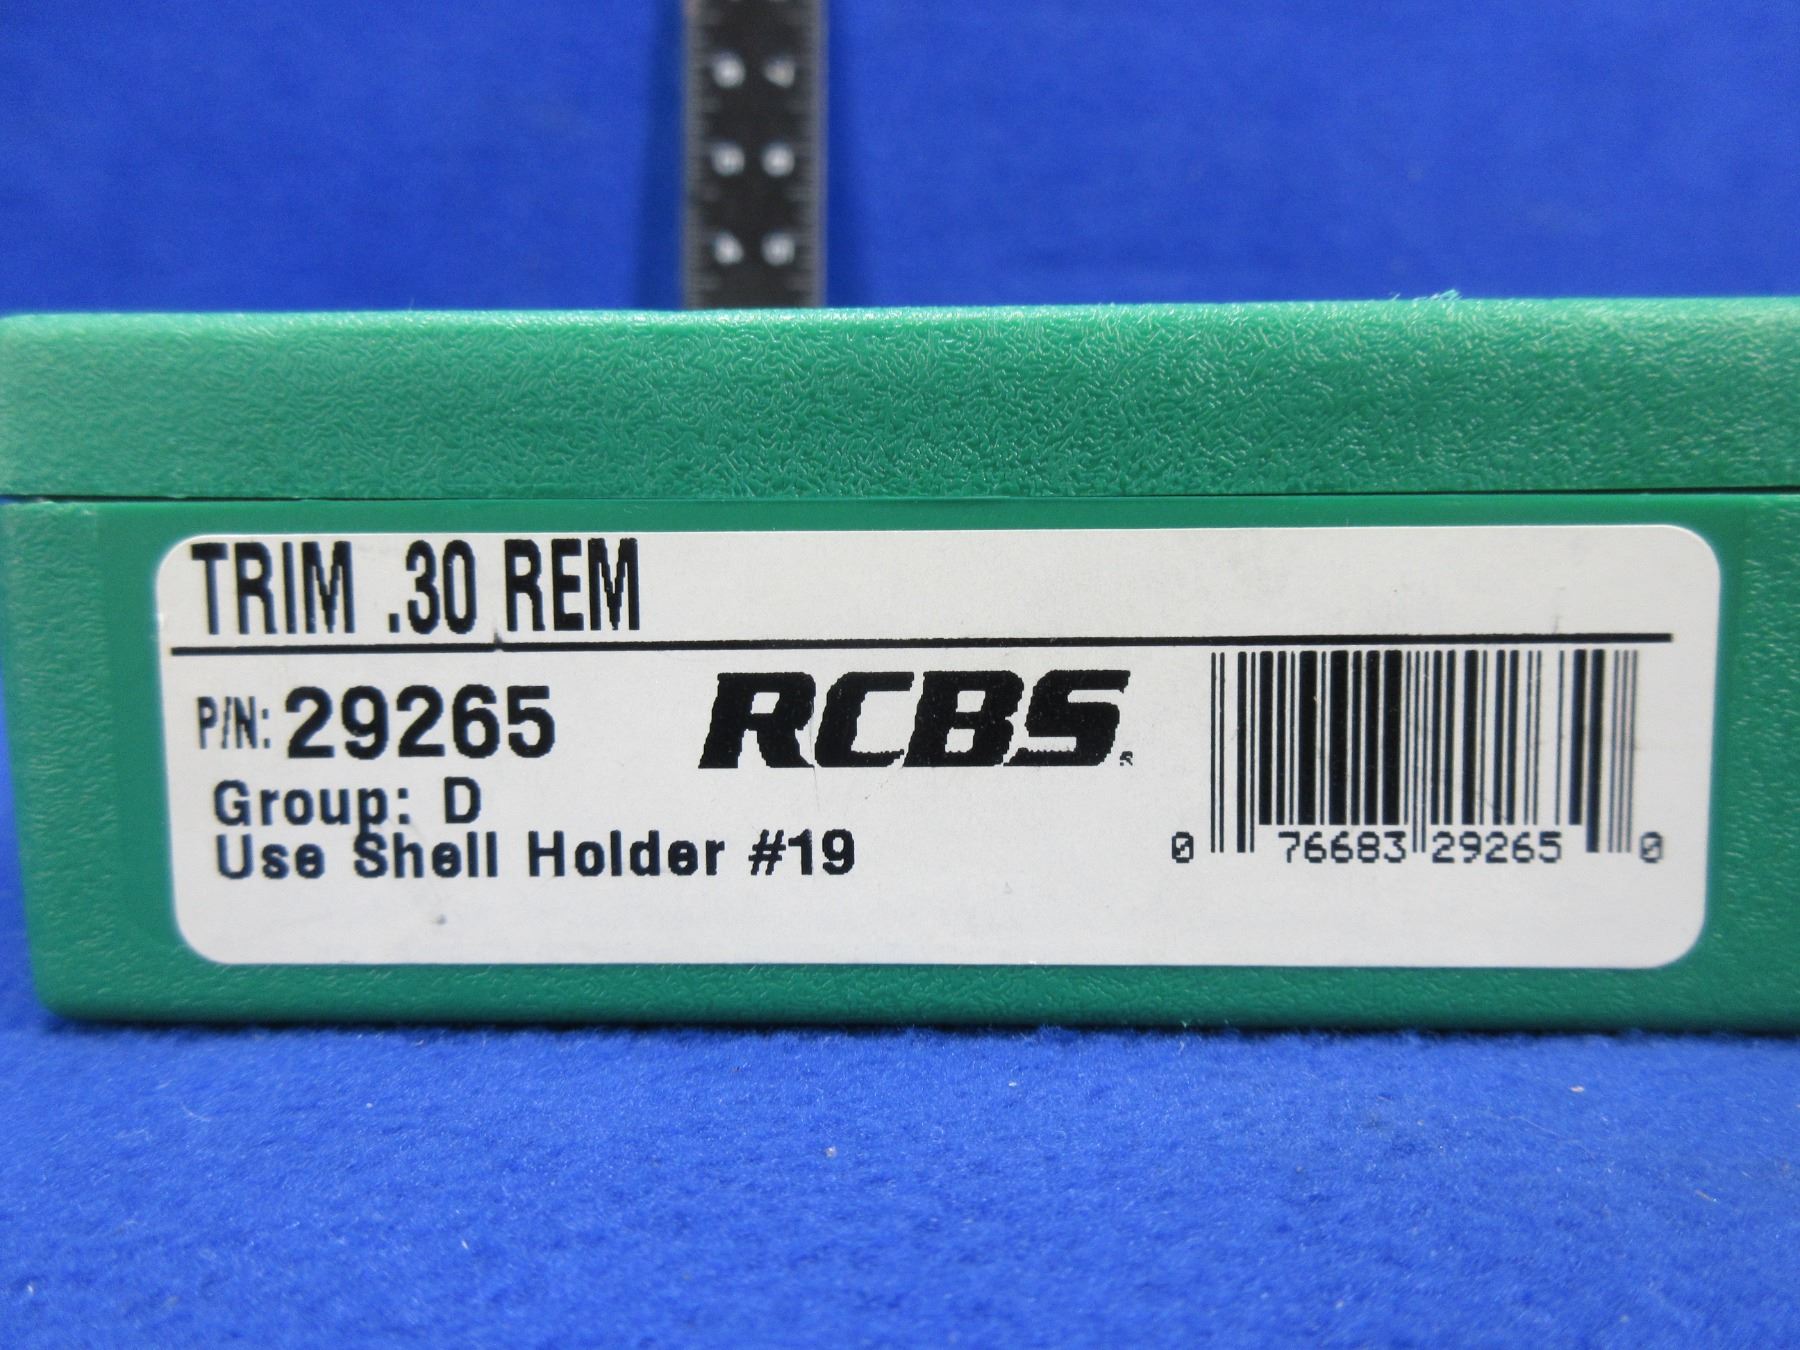 TRIM .30 REM
P/N: 29265
RCBS®
Group: D
Use Shell Holder #19
0 76683 29265 0